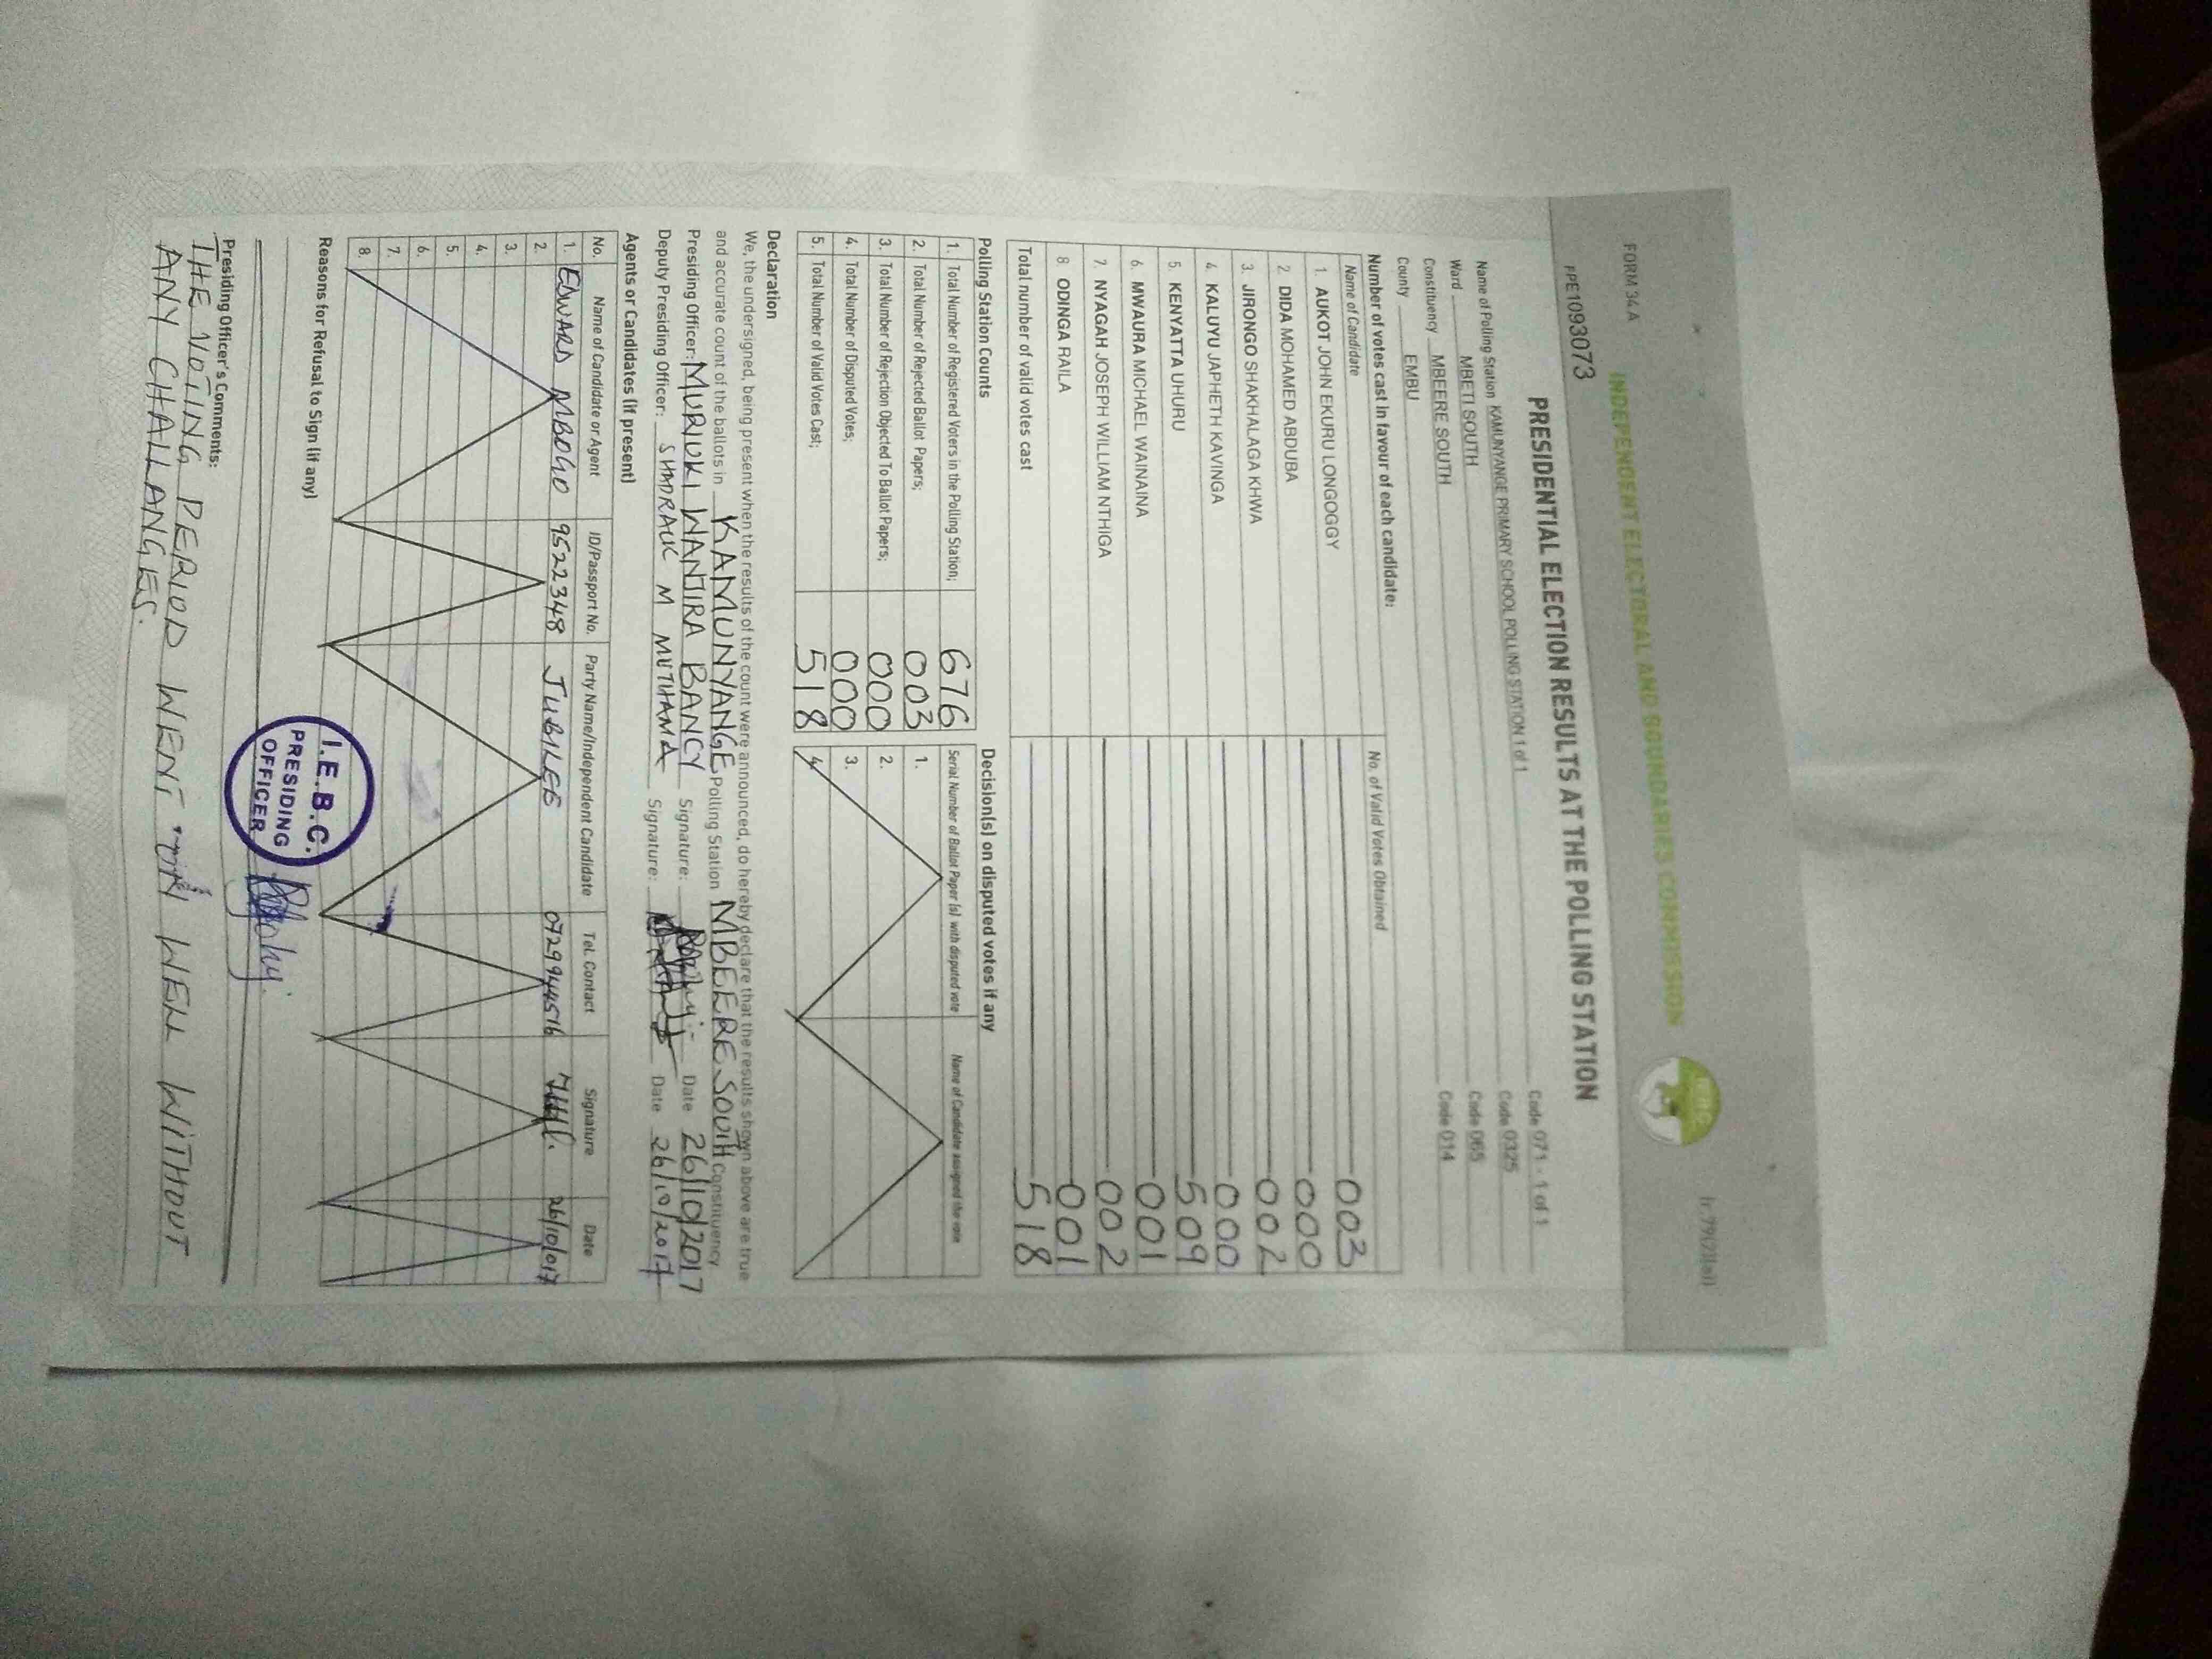 FORM 34A
INDEPENDENT ELECTORAL AND BOUNDARIES COMMISSION
(r.79(2)(a))
PPE1093073
PRESIDENTIAL ELECTION RESULTS AT THE POLLING STATION
Name of Polling Station KAMUNYANGE PRIMARY SCHOOL POLLING STATION 1 of 1 Code 071 - 1 of 1
Ward MBETI SOUTH Code 0325
Constituency MBEERE SOUTH Code 065
County EMBU Code 014
Number of votes cast in favour of each candidate:
Name of Candidate No. of Valid Votes Obtained
1. AUKOT JOHN EKURU LONGOGGY 003
2. DIDA MOHAMED ABDUBA 000
3. JIRONGO SHAKHALAGA KHWA 002
4. KALUYU JAPHETH KAVINGA 000
5. KENYATTA UHURU 509
6. MWAURA MICHAEL WAINAINA 001
7. NYAGAH JOSEPH WILLIAM NTHIGA 002
8. ODINGA RAILA 001
Total number of valid votes cast 518
Polling Station Counts Decision(s) on disputed votes if any
1. Total Number of Registered Voters in the Polling Station; 676 Serial Number of Ballot Paper (s) with disputed vote Name of Candidate assigned the vote
2. Total Number of Rejected Ballot Papers; 003 1.
3. Total Number of Rejection Objected To Ballot Papers; 000 2.
4. Total Number of Disputed Votes; 000 3.
5. Total Number of Valid Votes Cast; 518 4.
Declaration
We, the undersigned, being present when the results of the count were announced, do hereby declare that the results shown above are true
and accurate count of the ballots in KAMUNYANGE Polling Station MBEERE SOUTH Constituency
Presiding Officer: MURIUKI WANJIRA BANCY Signature: Date 26/10/2017
Deputy Presiding Officer: SHADRACK M MUTHAMA Signature: Date 26/10/2017
Agents or Candidates (if present)
No. Name of Candidate or Agent ID/Passport No. Party Name/Independent Candidate Tel. Contact Signature Date
1. EDWARD MBOGO 9522348 JUBILEE 26/10/017
2.
3.
4.
5.
6.
7.
8.
Reasons for Refusal to Sign (if any)
I.E.B.C.
PRESIDING
OFFICER
Presiding Officer's Comments:
THE VOTING PERIOD WENT ON WELL WITHOUT
ANY CHALLANGES.